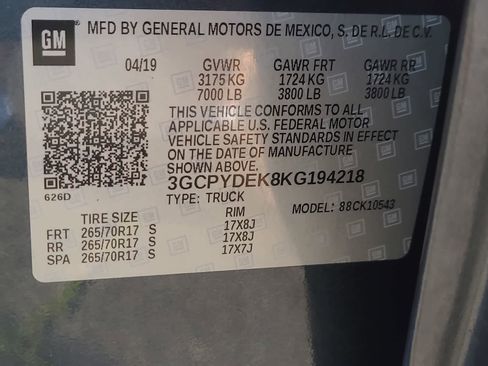 GM
MFD BY GENERAL MOTORS DE MEXICO, S. DE R.L. DE C.V.
04/19 GVWR GAWR FRT GAWR RR
3175 KG 1724 KG 1724 KG
7000 LB 3800 LB 3800 LB
THIS VEHICLE CONFORMS TO ALL
APPLICABLE U.S. FEDERAL MOTOR
VEHICLE SAFETY STANDARDS IN EFFECT
ON THE DATE OF MANUFACTURE
SHOWN ABOVE.
626D 3GCPYDEK8KG194218
TYPE: TRUCK MODEL: 88CK10543
TIRE SIZE RIM
FRT 265/70R17 S 17X8J
RR 265/70R17 S 17X8J
SPA 265/70R17 S 17X7J